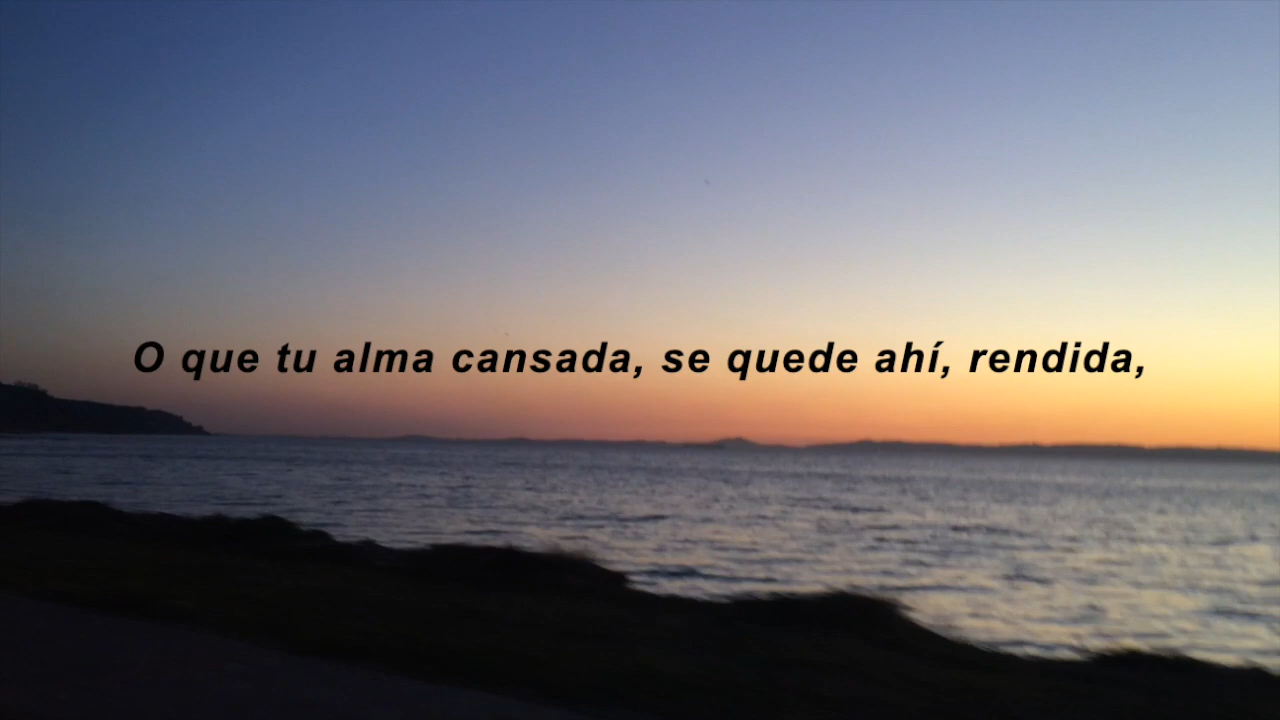 O que tu alma cansada, se quede ahí, rendida,